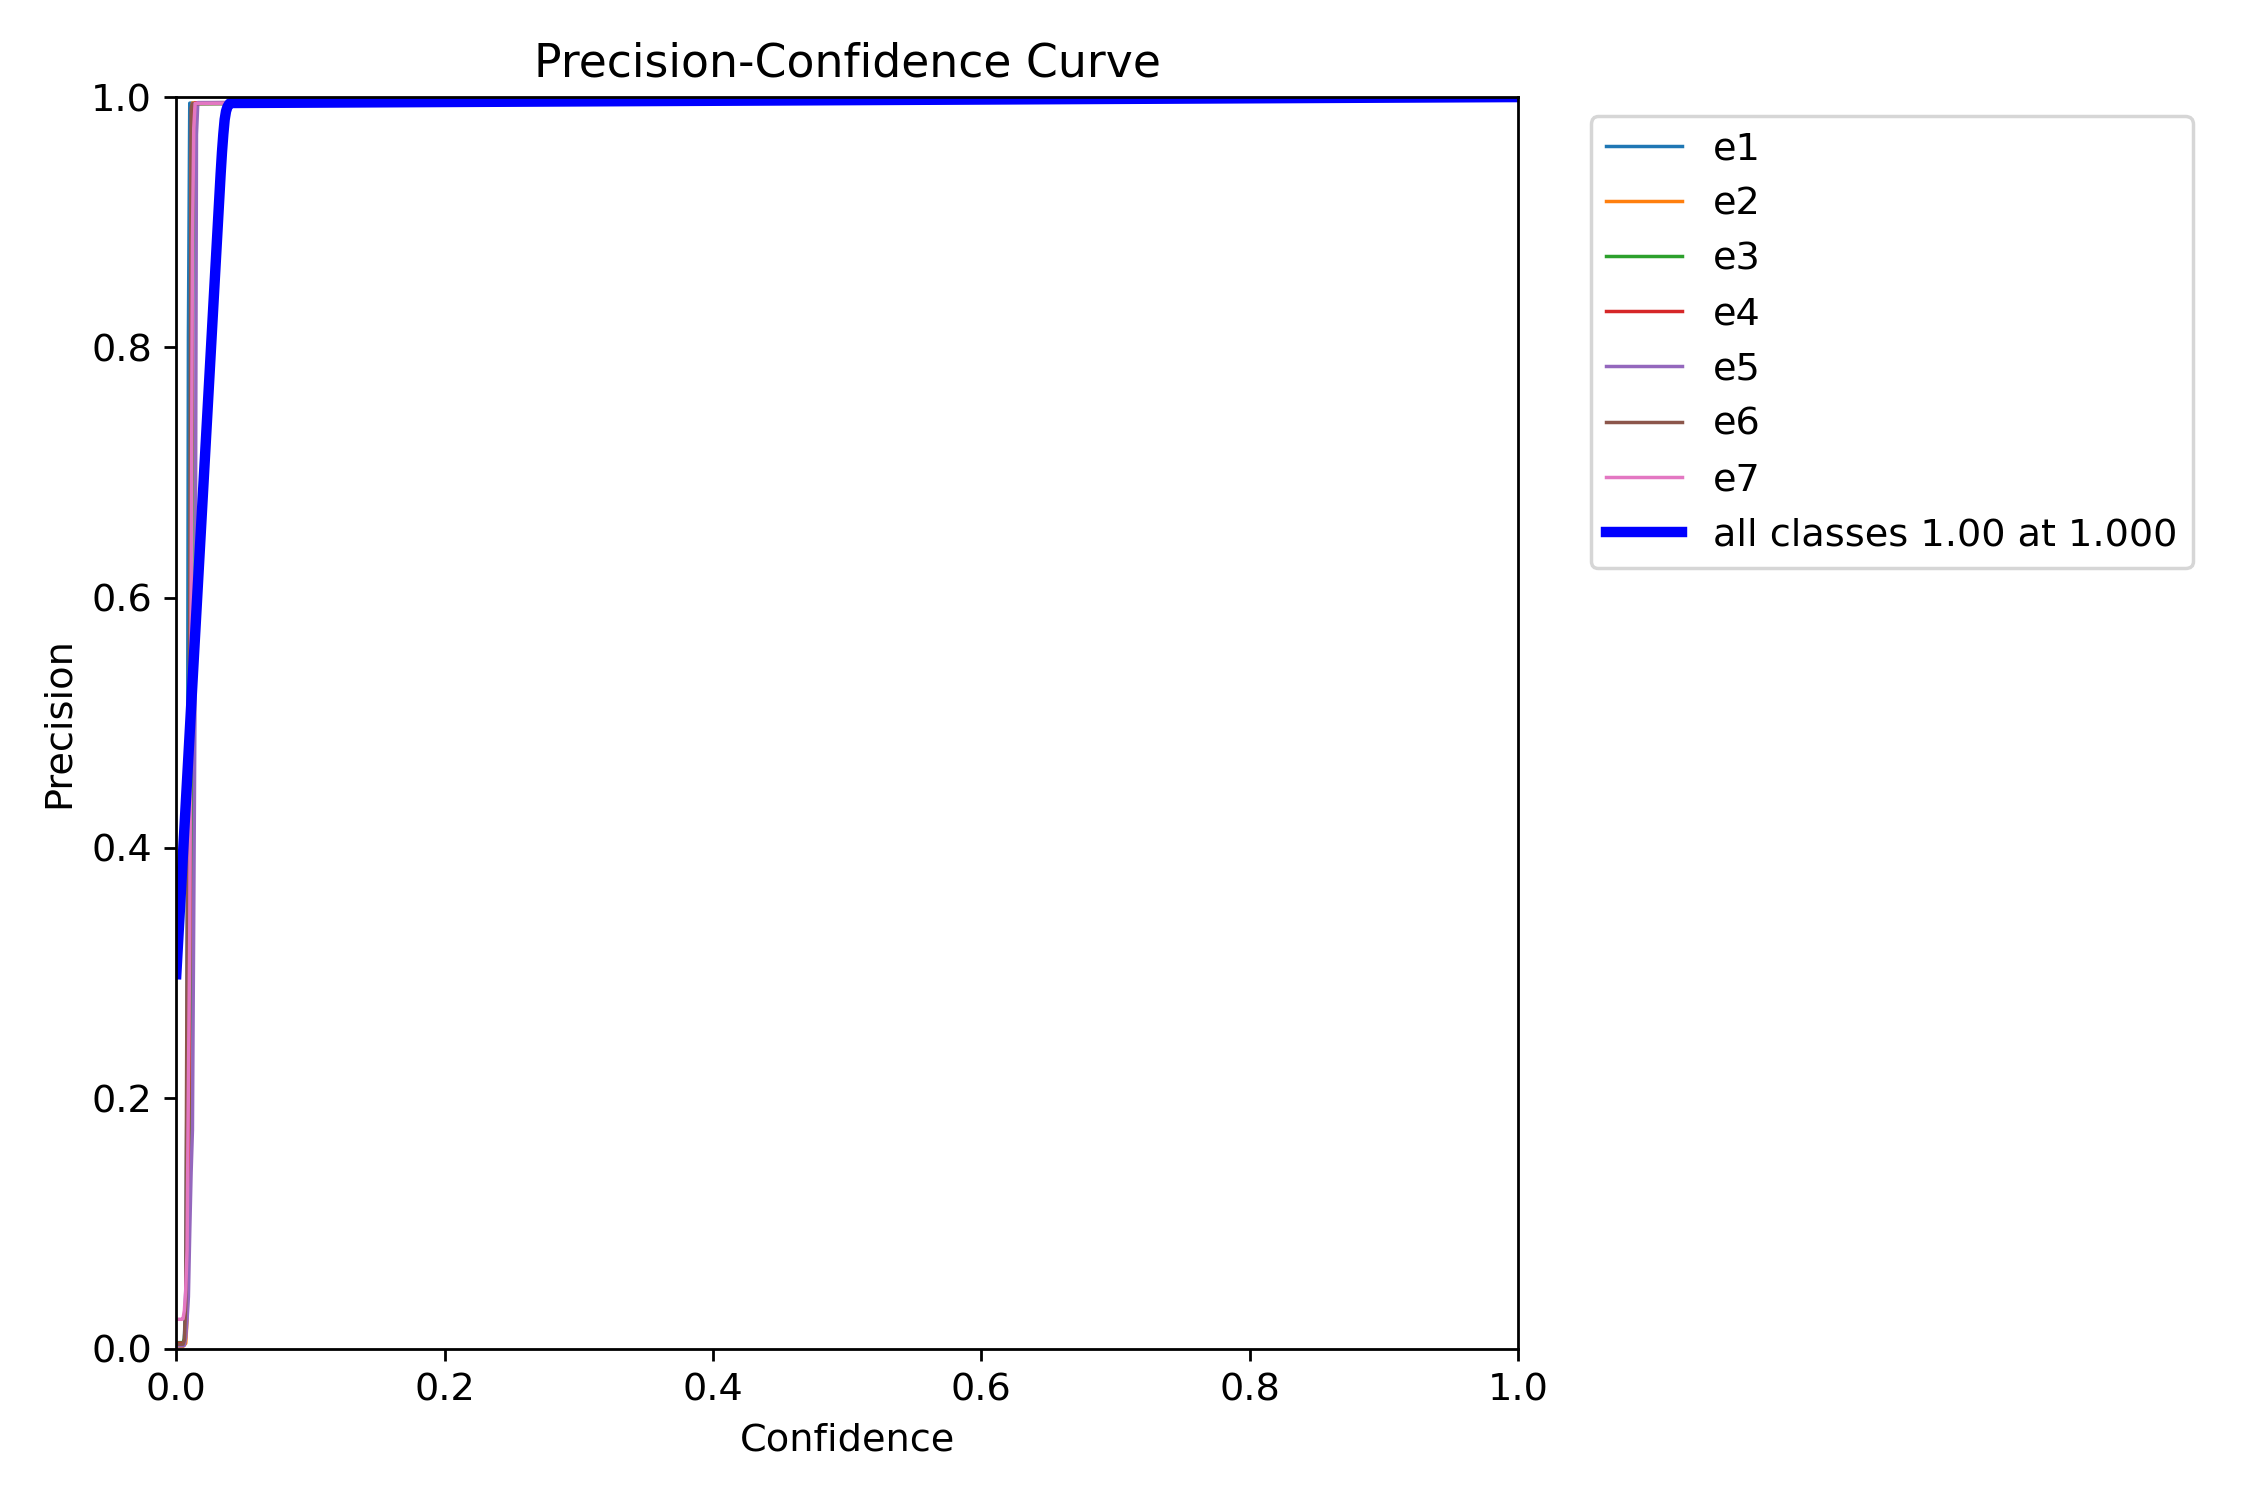 Precision-Confidence Curve
1.0
0.8
0.6
0.4
0.2
0.0
Precision
0.0 0.2 0.4 0.6 0.8 1.0
Confidence
e1
e2
e3
e4
e5
e6
e7
all classes 1.00 at 1.000